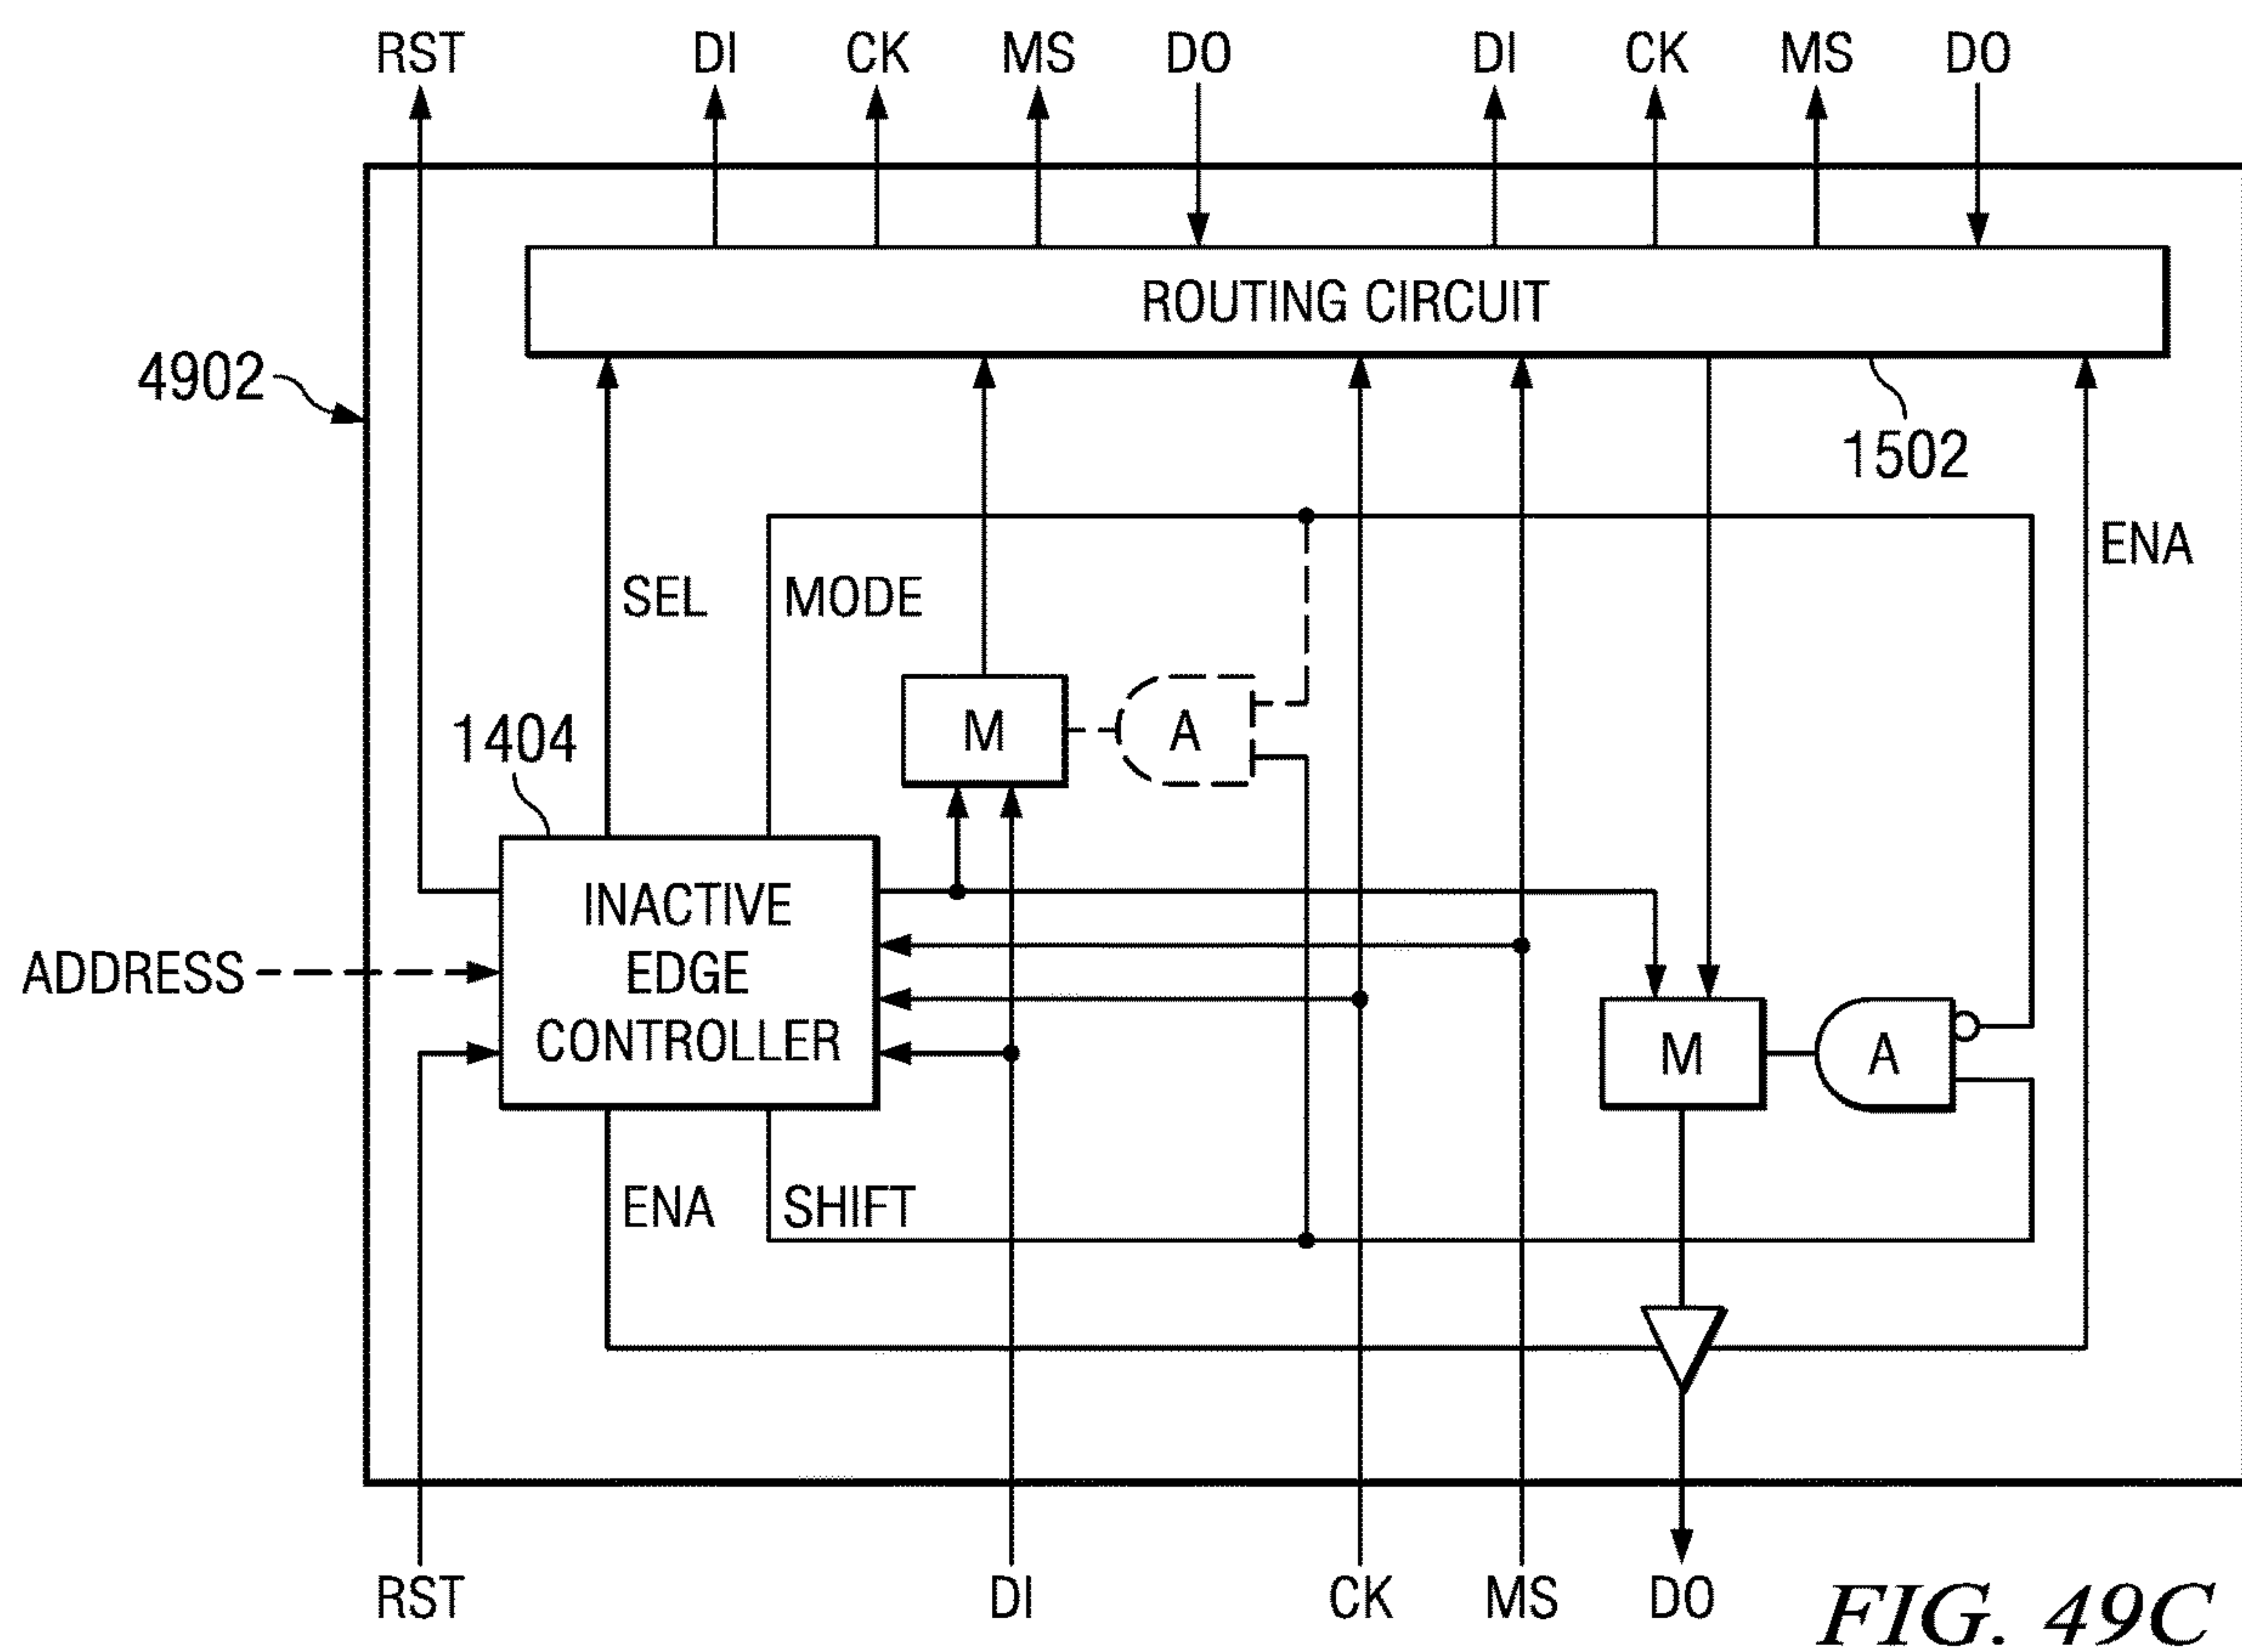 RST DI CK MS DO DI CK MS DO
ROUTING CIRCUIT
4902
1502
ENA
SEL MODE
M A
1404
INACTIVE
EDGE
CONTROLLER
ADDRESS
M A
ENA SHIFT
RST DI CK MS DO
FIG. 49C